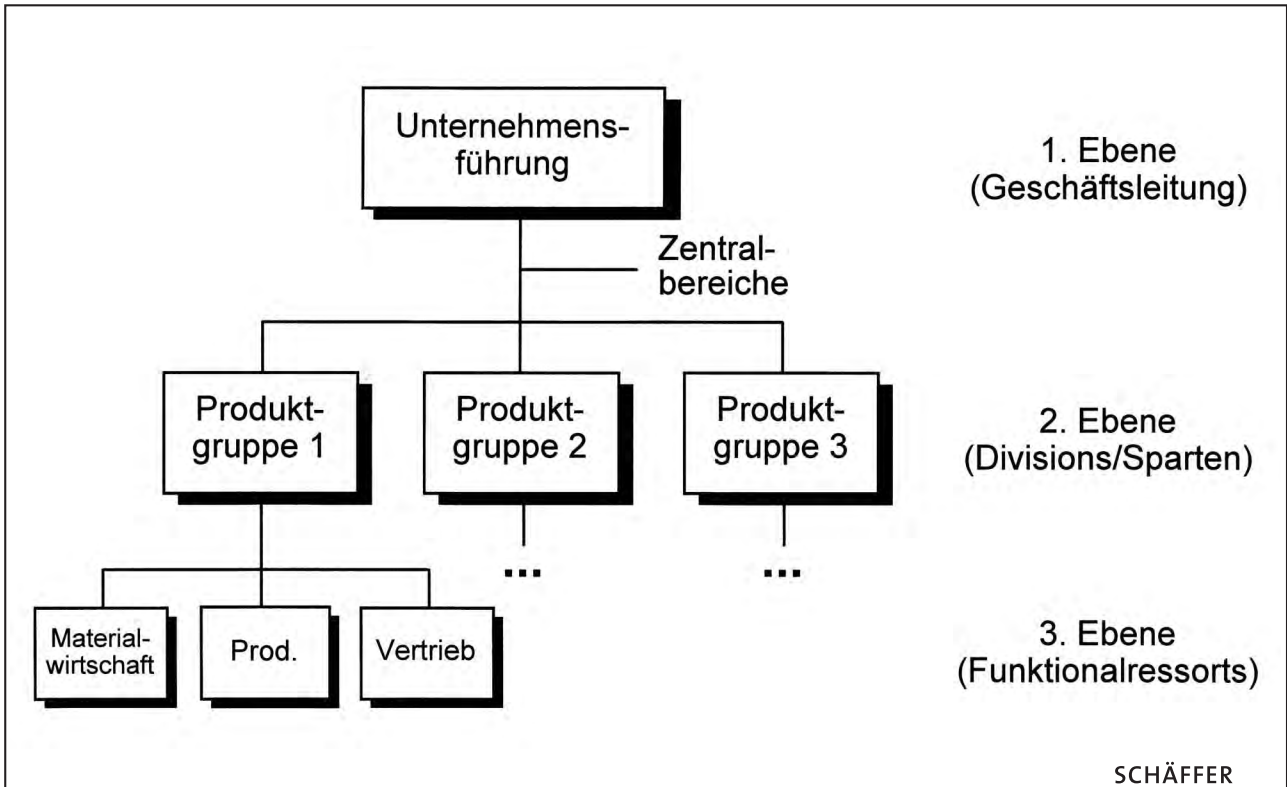 Unternehmens-
führung
1. Ebene
(Geschäftsleitung)
Zentral-
bereiche
Produkt-
gruppe 1
Produkt-
gruppe 2
Produkt-
gruppe 3
2. Ebene
(Divisions/Sparten)
...
...
Material-
wirtschaft
Prod.
Vertrieb
3. Ebene
(Funktionalressorts)
SCHÄFFER